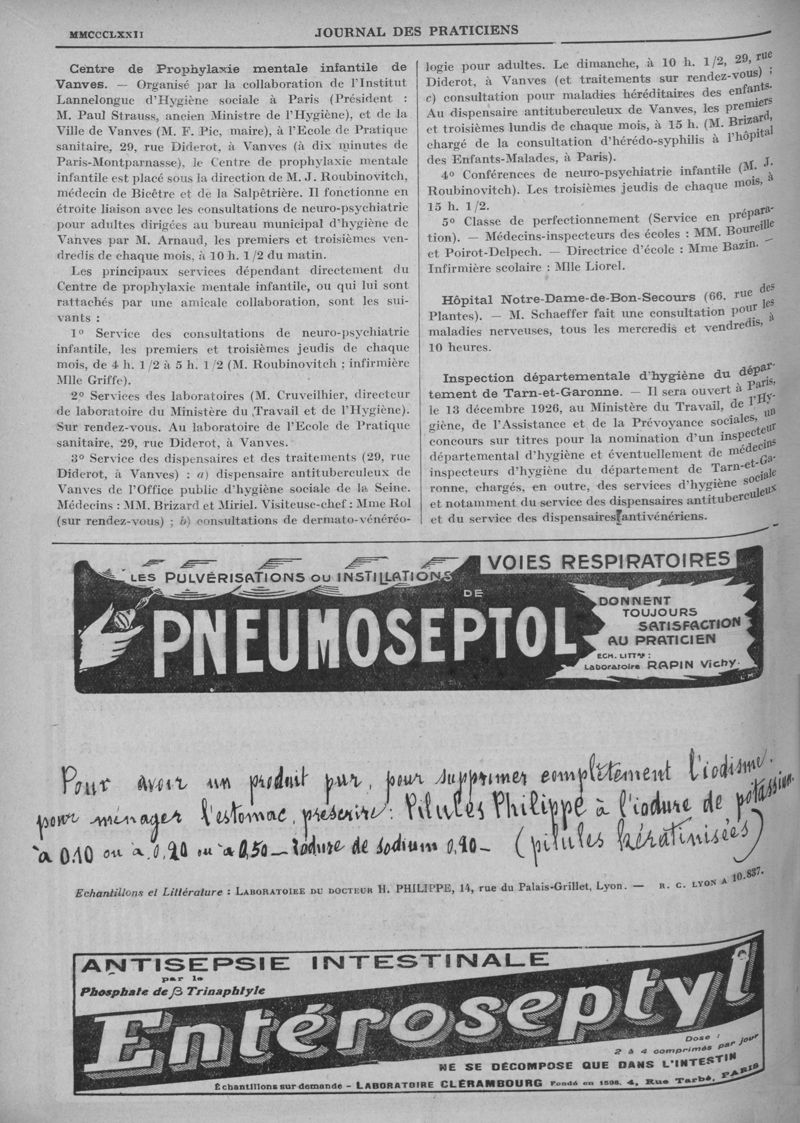 MMCCCLXXII
JOURNAL DES PRATICIENS
Centre de Prophylaxie mentale infantile de
Vanves. — Organisé par la collaboration de l'Institut
Lannelongue d'Hygiène sociale à Paris (Président :
M. Paul Strauss, ancien Ministre de l'Hygiène), et de la
Ville de Vanves (M. F. Pic, maire), à l'Ecole de Pratique
sanitaire, 29, rue Diderot, à Vanves (à dix minutes de
Paris-Montparnasse), le Centre de prophylaxie mentale
infantile est placé sous la direction de M. J. Roubinovitch,
médecin de Bicêtre et de la Salpêtrière. Il fonctionne en
étroite liaison avec les consultations de neuro-psychiatrie
pour adultes dirigées au bureau municipal d'hygiène de
Vanves par M. Arnaud, les premiers et troisièmes ven-
dredis de chaque mois, à 10 h. 1/2 du matin.
Les principaux services dépendant directement du
Centre de prophylaxie mentale infantile, ou qui lui sont
rattachés par une amicale collaboration, sont les sui-
vants :
1º Service des consultations de neuro-psychiatrie
infantile, les premiers et troisièmes jeudis de chaque
mois, de 4 h. 1/2 à 5 h. 1/2 (M. Roubinovitch ; infirmière
Mlle Griffe).
2º Services des laboratoires (M. Cruveilhier, directeur
de laboratoire du Ministère du Travail et de l'Hygiène).
Sur rendez-vous. Au laboratoire de l'Ecole de Pratique
sanitaire, 29, rue Diderot, à Vanves.
3º Service des dispensaires et des traitements (29, rue
Diderot, à Vanves) : a) dispensaire antituberculeux de
Vanves de l'Office public d'hygiène sociale de la Seine.
Médecins : MM. Brizard et Miriel. Visiteuse-chef : Mme Rol
(sur rendez-vous) ; b) consultations de dermato-vénéréo-
logie pour adultes. Le dimanche, à 10 h. 1/2, 29, rue
Diderot, à Vanves (et traitements sur rendez-vous) ;
c) consultation pour maladies héréditaires des enfants.
Au dispensaire antituberculeux de Vanves, les premiers
et troisièmes lundis de chaque mois, à 15 h. (M. Brizard,
chargé de la consultation d'hérédo-syphilis à l'hôpital
des Enfants-Malades, à Paris).
4º Conférences de neuro-psychiatrie infantile (M. J.
Roubinovitch). Les troisièmes jeudis de chaque mois, à
15 h. 1/2.
5º Classe de perfectionnement (Service en prépara-
tion). — Médecins-inspecteurs des écoles : MM. Boureille
et Poirot-Delpech. — Directrice d'école : Mme Bazin. —
Infirmière scolaire : Mlle Liorel.
Hôpital Notre-Dame-de-Bon-Secours (66, rue des
Plantes). — M. Schaeffer fait une consultation pour les
maladies nerveuses, tous les mercredis et vendredis, à
10 heures.
Inspection départementale d'hygiène du dépar-
tement de Tarn-et-Garonne. — Il sera ouvert à Paris,
le 13 décembre 1926, au Ministère du Travail, de l'Hy-
giène, de l'Assistance et de la Prévoyance sociales, un
concours sur titres pour la nomination d'un inspecteur
départemental d'hygiène et éventuellement de médecins
inspecteurs d'hygiène du département de Tarn-et-Ga-
ronne, chargés, en outre, des services d'hygiène sociale
et notamment du service des dispensaires antituberculeux
et du service des dispensaires antivénériens.
VOIES RESPIRATOIRES
LES PULVÉRISATIONS OU INSTILLATIONS
DE
PNEUMOSEPTOL
DONNENT
TOUJOURS
SATISFACTION
AU PRATICIEN
ECH. LITTre :
Laboratoire RAPIN Vichy.
L M
Pour avoir un produit pur, pour supprimer complètement l'iodisme.
pour ménager l'estomac, prescrire : Pilules Philippe à l'iodure de potassium.
à 0.10 ou à 0,20 ou à 0,50 — iodure de sodium 0,20 — (pilules kératinisées)
Echantillons et Littérature : LABORATOIRE DU DOCTEUR H. PHILIPPE, 14, rue du Palais-Grillet, Lyon. — R. C. LYON A 10.837.
ANTISEPSIE INTESTINALE
par le
Phosphate de β Trinaphtyle
Entéroseptyl
Dose :
2 à 4 comprimés par jour
NE SE DÉCOMPOSE QUE DANS L'INTESTIN
Échantillons sur demande - LABORATOIRE CLÉRAMBOURG Fondé en 1898. 4, Rue Tarbé, PARIS